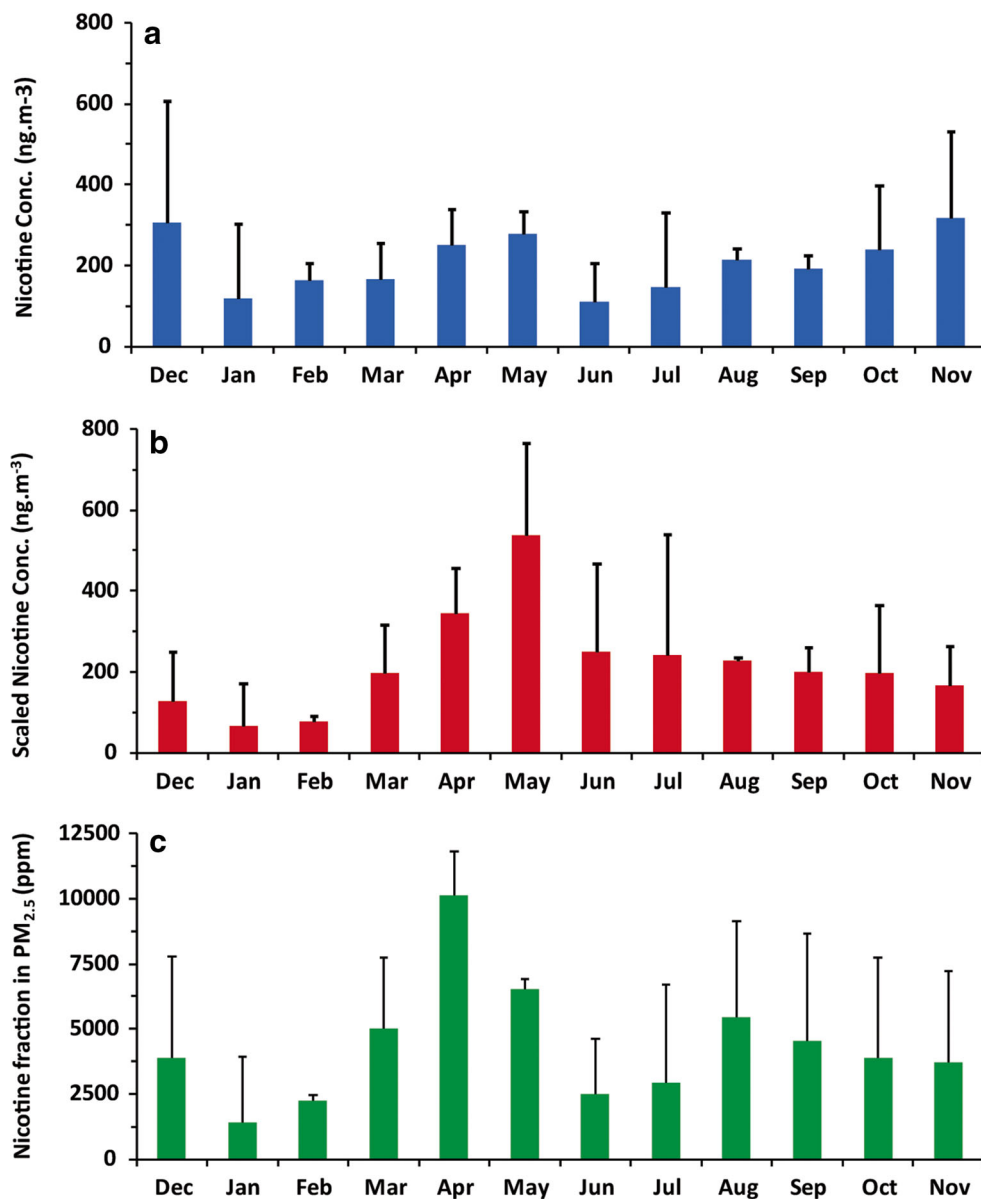 a
Nicotine Conc. (ng.m-3)
800
600
400
200
0
Dec Jan Feb Mar Apr May Jun Jul Aug Sep Oct Nov
b
Scaled Nicotine Conc. (ng.m⁻³)
800
600
400
200
0
Dec Jan Feb Mar Apr May Jun Jul Aug Sep Oct Nov
c
Nicotine fraction in PM₂.₅ (ppm)
12500
10000
7500
5000
2500
0
Dec Jan Feb Mar Apr May Jun Jul Aug Sep Oct Nov